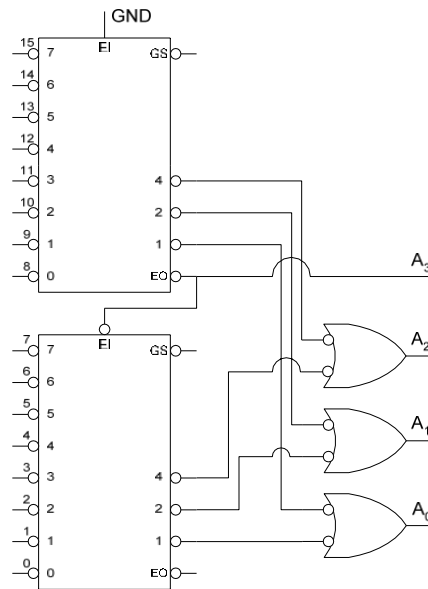 GND
EI
15 7 GS
14 6
13 5
12 4
11 3 4
10 2 2
9 1 1
8 0 EO A3
EI
7 7 GS
A2
6 6
5 5
4 4
A1
3 3 4
2 2 2
A0
1 1 1
0 0 EO